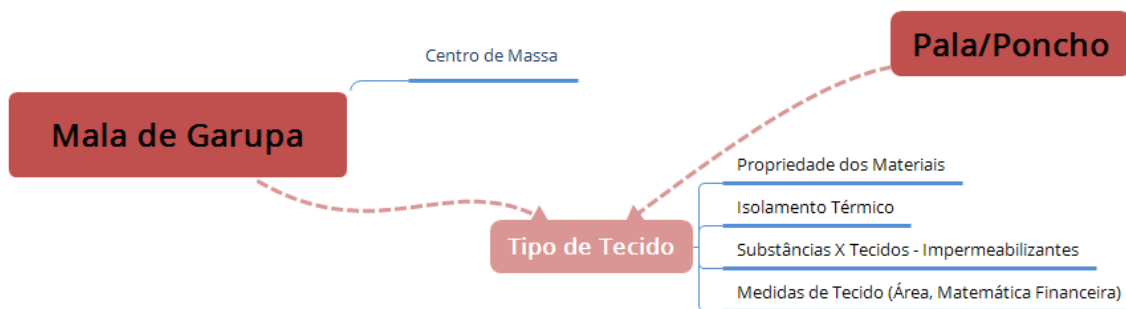 Pala/Poncho
Centro de Massa
Mala de Garupa
Propriedade dos Materiais
Isolamento Térmico
Tipo de Tecido
Substâncias X Tecidos - Impermeabilizantes
Medidas de Tecido (Área, Matemática Financeira)